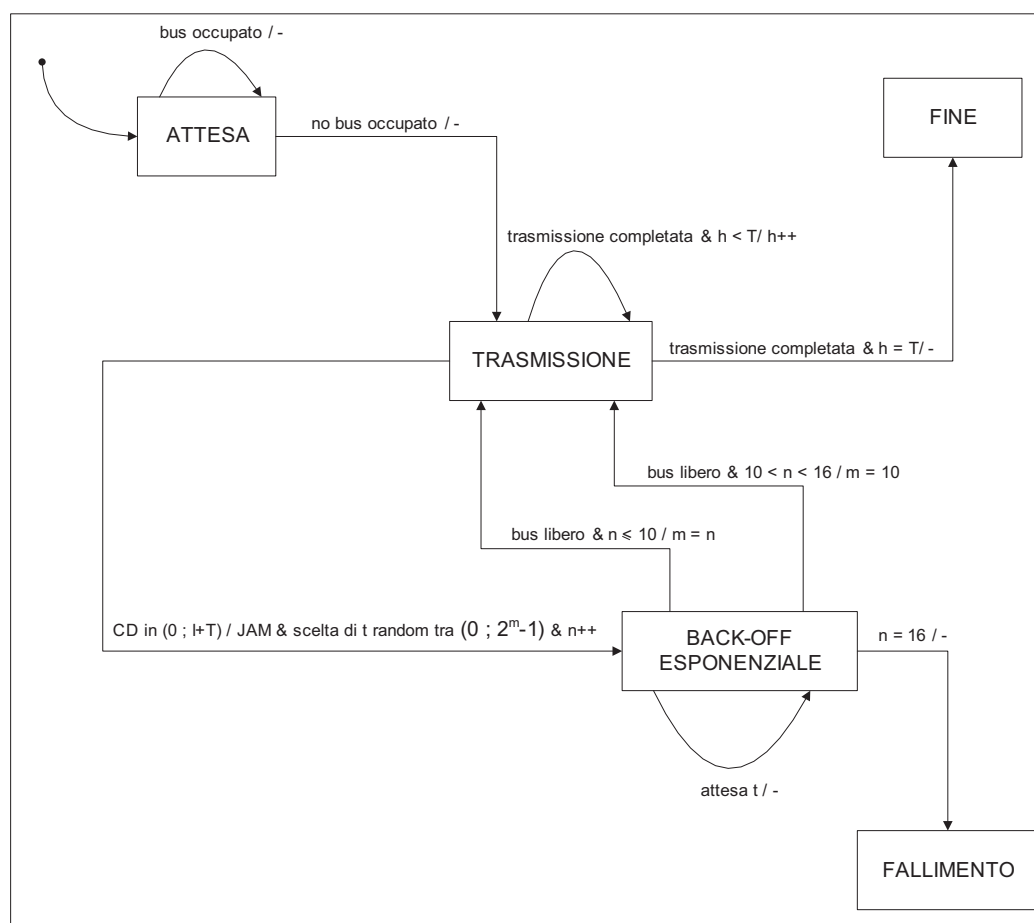 bus occupato / -
FINE
ATTESA
no bus occupato / -
trasmissione completata & h < T/ h++
TRASMISSIONE
trasmissione completata & h = T/ -
bus libero & 10 < n < 16 / m = 10
bus libero & n ≤ 10 / m = n
CD in (0 ; I+T) / JAM & scelta di t random tra (0 ; 2^m-1) & n++
BACK-OFF
ESPONENZIALE
n = 16 / -
attesa t / -
FALLIMENTO